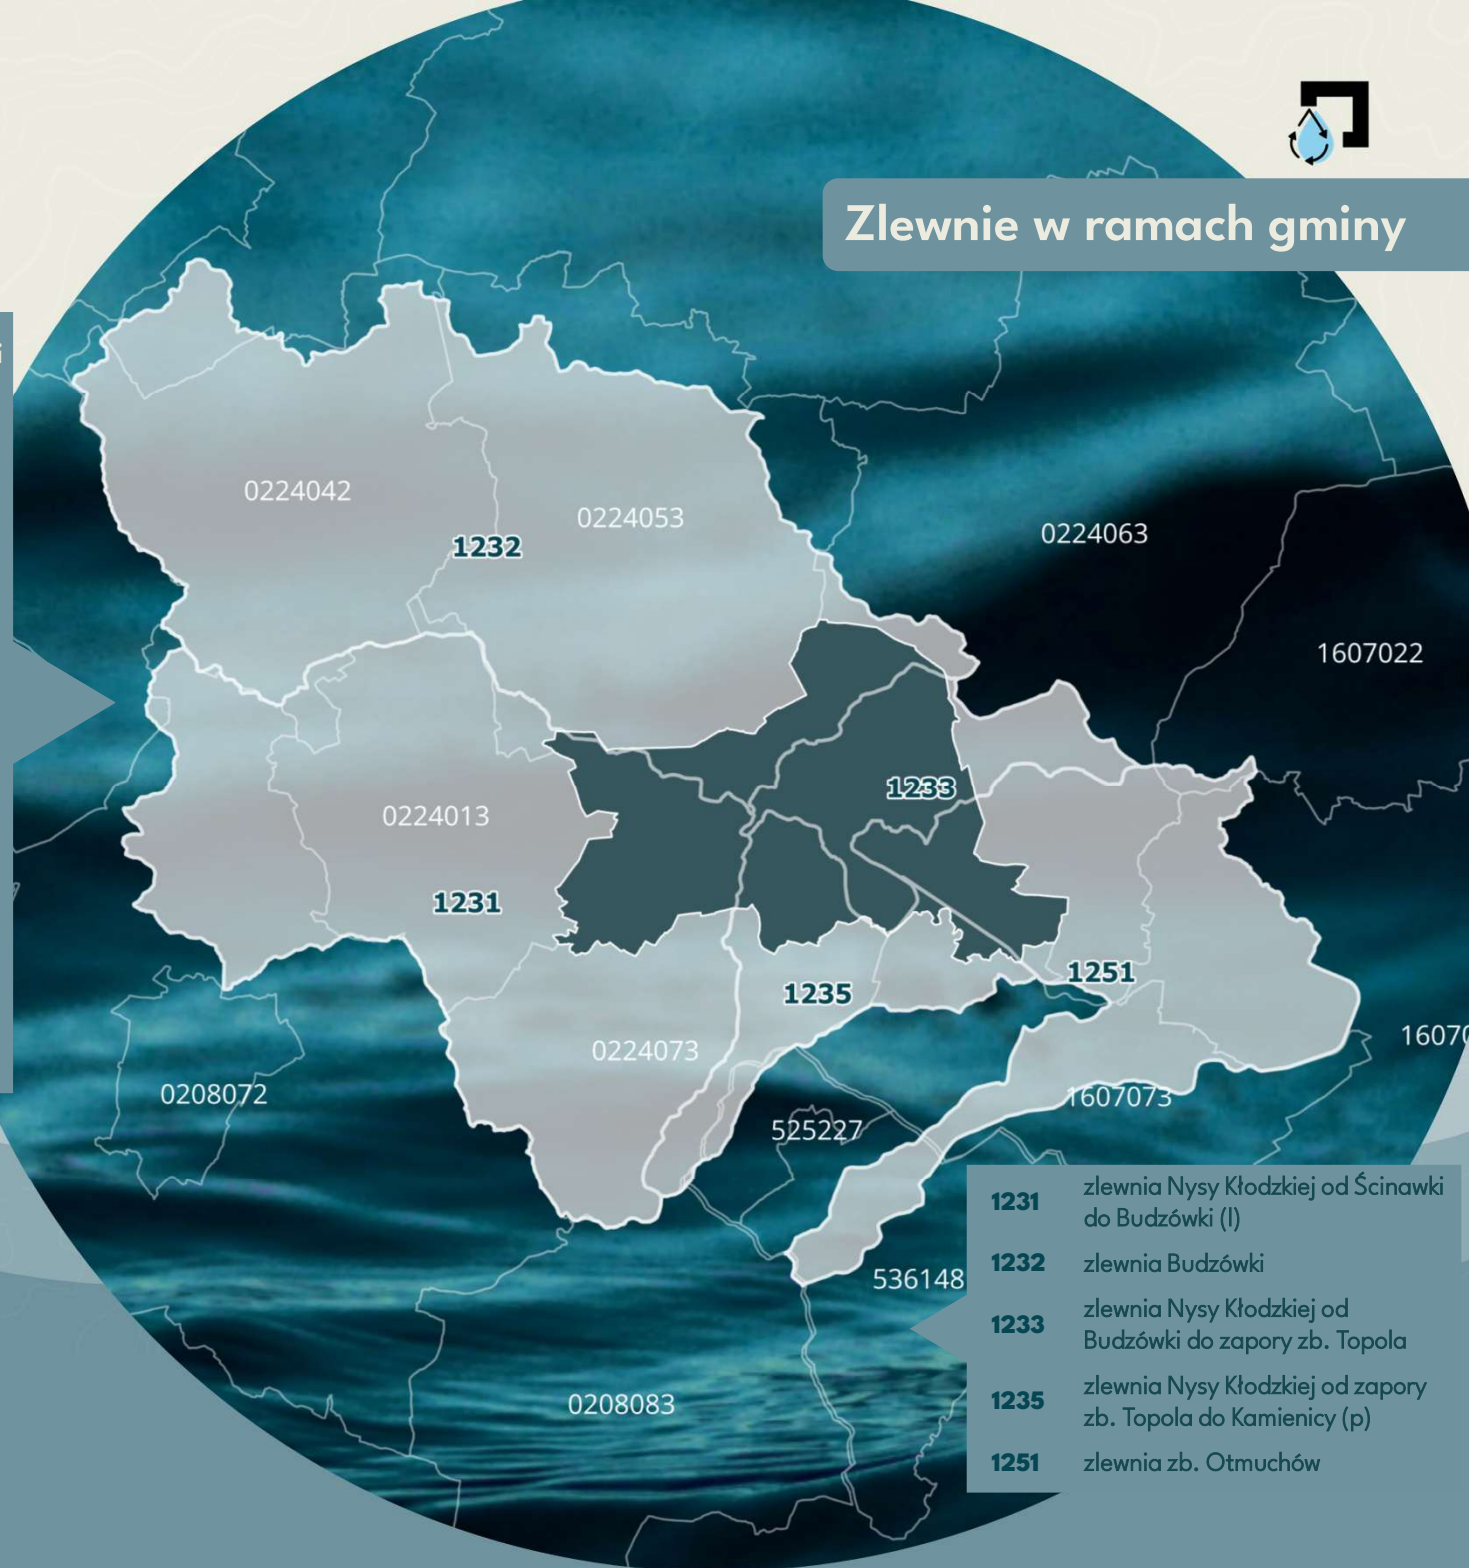 Zlewnie w ramach gminy
0224042
0224053
1232
0224063
1607022
1233
0224013
1231
1251
1235
1607073
0224073
0208072
525227
536148
0208083
1231 zlewnia Nysy Kłodzkiej od Ścinawki
do Budzówki (l)
1232 zlewnia Budzówki
1233 zlewnia Nysy Kłodzkiej od
Budzówki do zapory zb. Topola
1235 zlewnia Nysy Kłodzkiej od zapory
zb. Topola do Kamienicy (p)
1251 zlewnia zb. Otmuchów